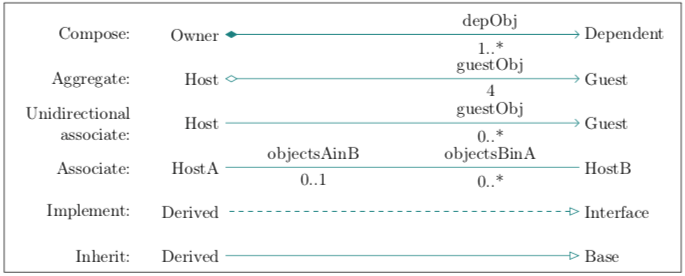 depObj
Compose: Owner Dependent
1..*
guestObj
Aggregate: Host Guest
4
guestObj
Unidirectional
associate: Host Guest
0..*
objectsAinB objectsBinA
Associate: HostA HostB
0..1 0..*
Implement: Derived Interface
Inherit: Derived Base